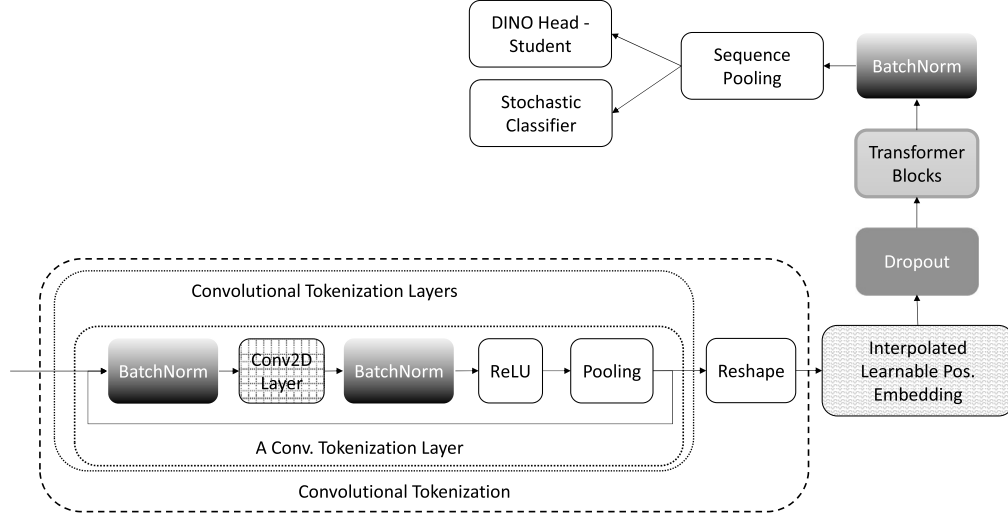 DINO Head -
Student
Stochastic
Classifier
Sequence
Pooling
BatchNorm
Transformer
Blocks
Dropout
Interpolated
Learnable Pos.
Embedding
Convolutional Tokenization Layers
BatchNorm
Conv2D
Layer
BatchNorm
ReLU
Pooling
Reshape
A Conv. Tokenization Layer
Convolutional Tokenization